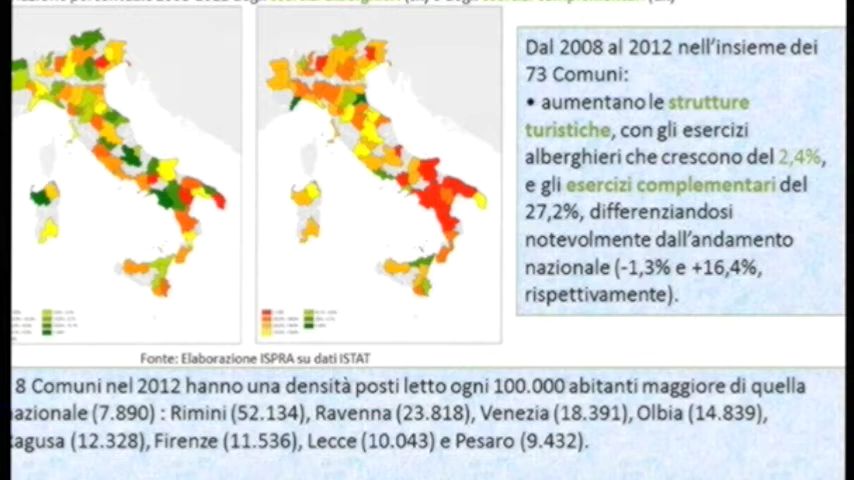 Dal 2008 al 2012 nell'insieme dei
73 Comuni:
• aumentano le strutture
turistiche, con gli esercizi
alberghieri che crescono del 2,4%,
e gli esercizi complementari del
27,2%, differenziandosi
notevolmente dall'andamento
nazionale (-1,3% e +16,4%,
rispettivamente).
Fonte: Elaborazione ISPRA su dati ISTAT
8 Comuni nel 2012 hanno una densità posti letto ogni 100.000 abitanti maggiore di quella
azionale (7.890) : Rimini (52.134), Ravenna (23.818), Venezia (18.391), Olbia (14.839),
agusa (12.328), Firenze (11.536), Lecce (10.043) e Pesaro (9.432).